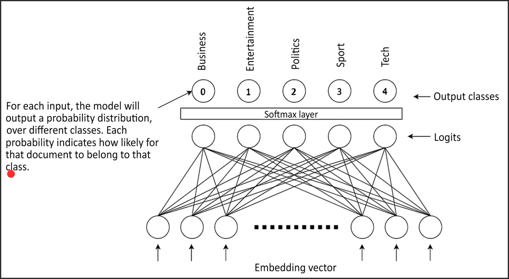 Business
Entertainment
Politics
Sport
Tech
0 1 2 3 4
Output classes
For each input, the model will
output a probability distribution,
over different classes. Each
probability indicates how likely for
that document to belong to that
class.
Softmax layer
Logits
Embedding vector